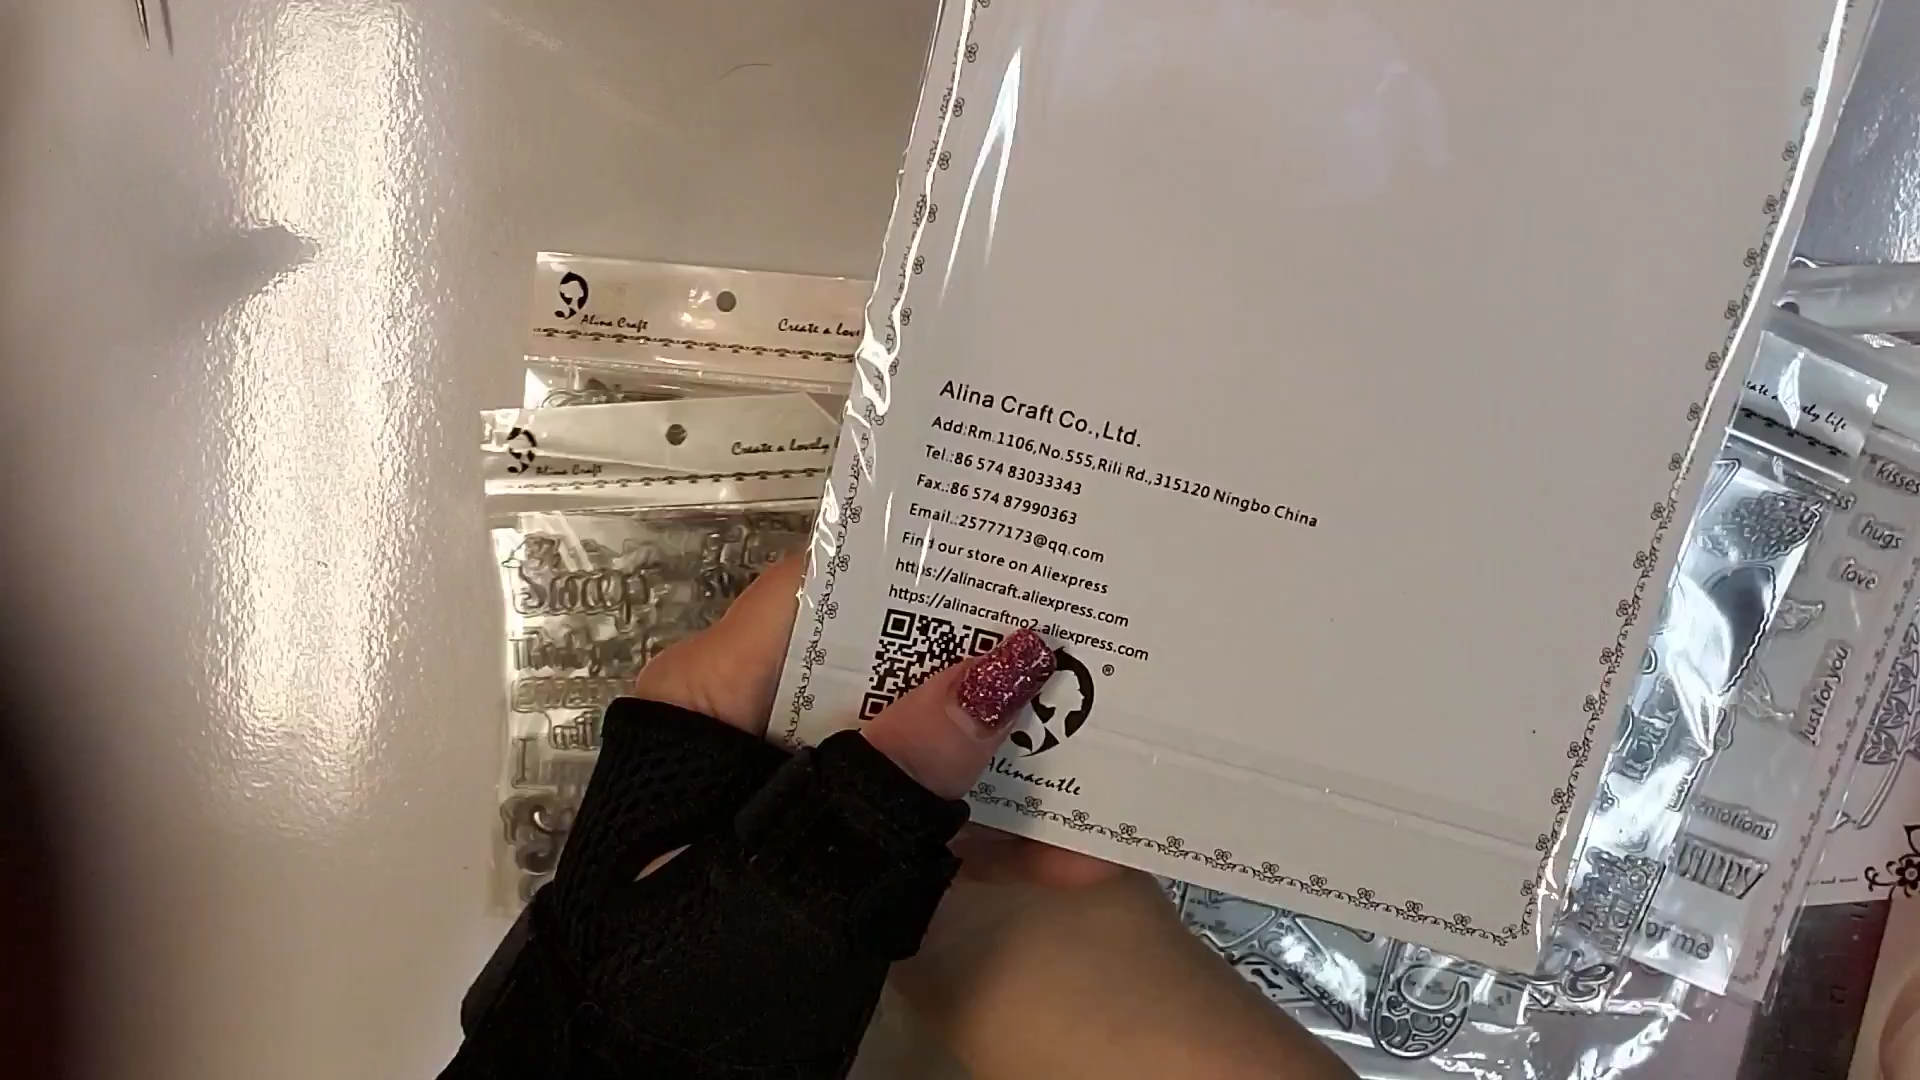 Alina Craft
Create a
Alina Craft
Create a Lovely
Alina Craft Co.,Ltd.
Add:Rm.1106,No.555,Rili Rd.,315120 Ningbo China
Tel.:86 574 83033343
Fax.:86 574 87990363
Email.:25777173@qq.com
Find our store on Aliexpress
https://alinacraft.aliexpress.com
https://alinacraftno2.aliexpress.com
®
Alinacutle
a lovely life
kisses
hugs
love
just for you
emotions
for me